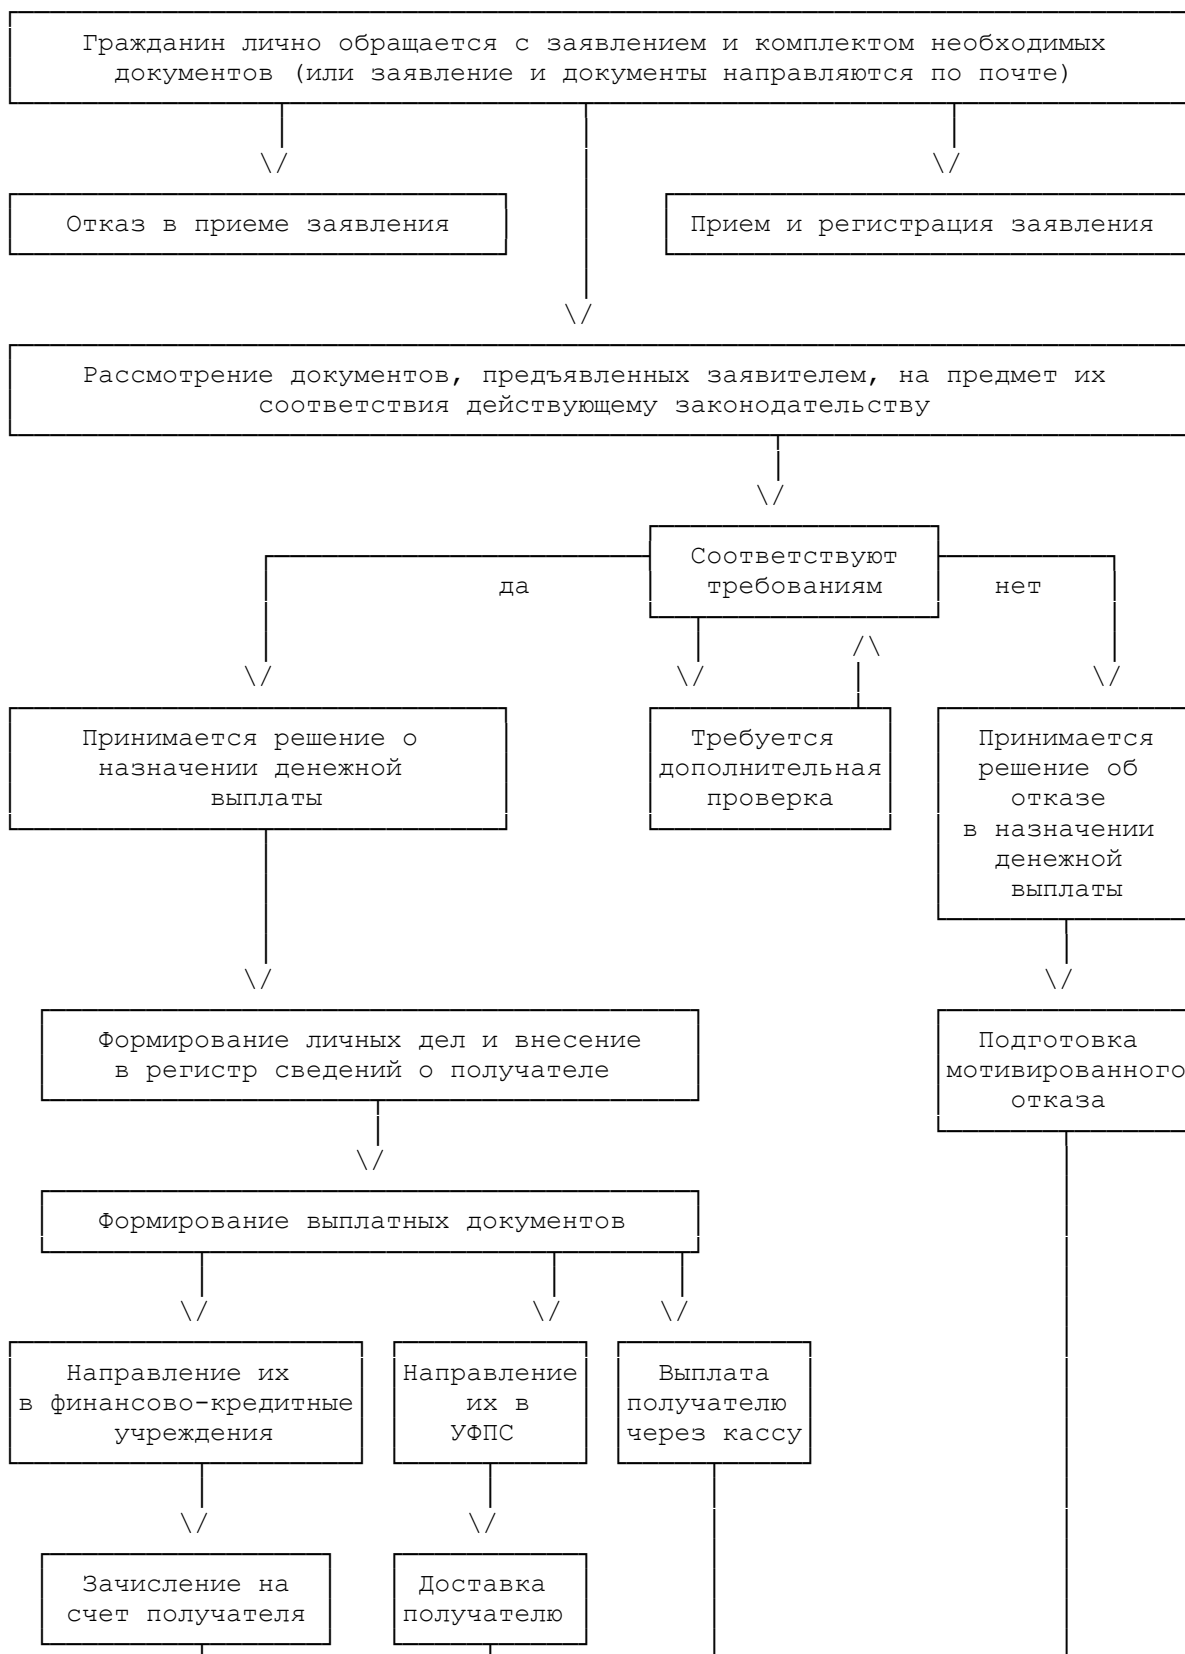 Гражданин лично обращается с заявлением и комплектом необходимых
документов (или заявление и документы направляются по почте)
Отказ в приеме заявления
Прием и регистрация заявления
Рассмотрение документов, предъявленных заявителем, на предмет их
соответствия действующему законодательству
Соответствуют
требованиям
да
нет
Принимается решение о
назначении денежной
выплаты
Требуется
дополнительная
проверка
Принимается
решение об
отказе
в назначении
денежной
выплаты
Формирование личных дел и внесение
в регистр сведений о получателе
Подготовка
мотивированного
отказа
Формирование выплатных документов
Направление их
в финансово-кредитные
учреждения
Направление
их в
УФПС
Выплата
получателю
через кассу
Зачисление на
счет получателя
Доставка
получателю